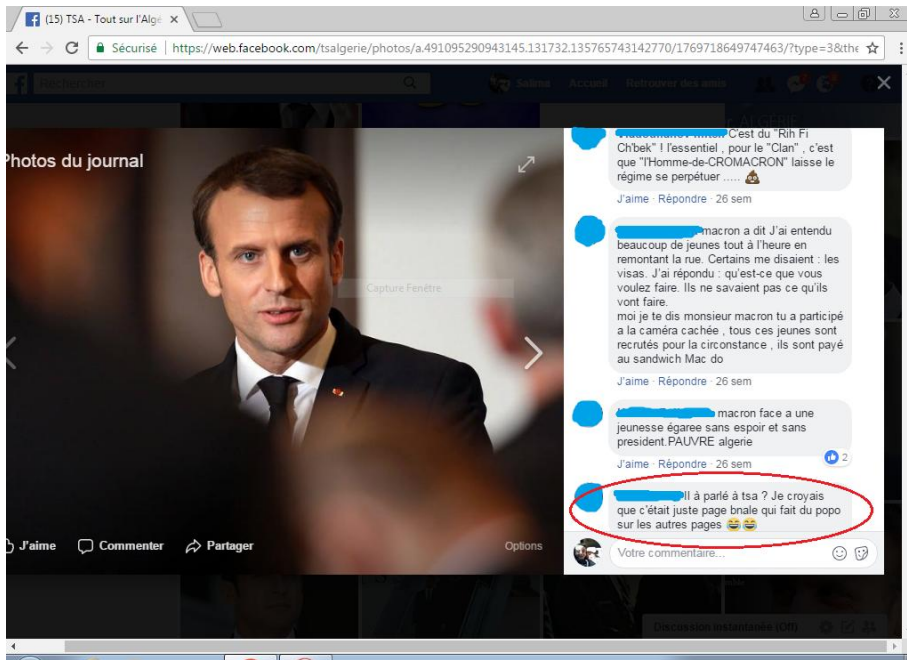 (15) TSA - Tout sur l'Algé
Sécurisé | https://web.facebook.com/tsalgerie/photos/a.491095290943145.131732.135765743142770/1769718649747463/?type=3&the
Rechercher
Salima Accueil Retrouver des amis
ALGERIE
Photos du journal
C'est du "Rih Fi
Ch'bek" ! l'essentiel , pour le "Clan" , c'est
que "l'Homme-de-CROMACRON" laisse le
régime se perpétuer ..... 💩
J'aime · Répondre · 26 sem
macron a dit J'ai entendu
beaucoup de jeunes tout à l'heure en
remontant la rue. Certains me disaient : les
visas. J'ai répondu : qu'est-ce que vous
voulez faire. Ils ne savaient pas ce qu'ils
vont faire.
moi je te dis monsieur macron tu a participé
a la caméra cachée , tous ces jeunes sont
recrutés pour la circonstance , ils sont payé
au sandwich Mac do
J'aime · Répondre · 26 sem
macron face a une
jeunesse égaree sans espoir et sans
president.PAUVRE algerie
2
J'aime · Répondre · 26 sem
Il à parlé à tsa ? Je croyais
que c'était juste page bnale qui fait du popo
sur les autres pages 😂😂
Votre commentaire...
Capture Fenêtre
J'aime Commenter Partager
Options
Discussion instantanée (Off)